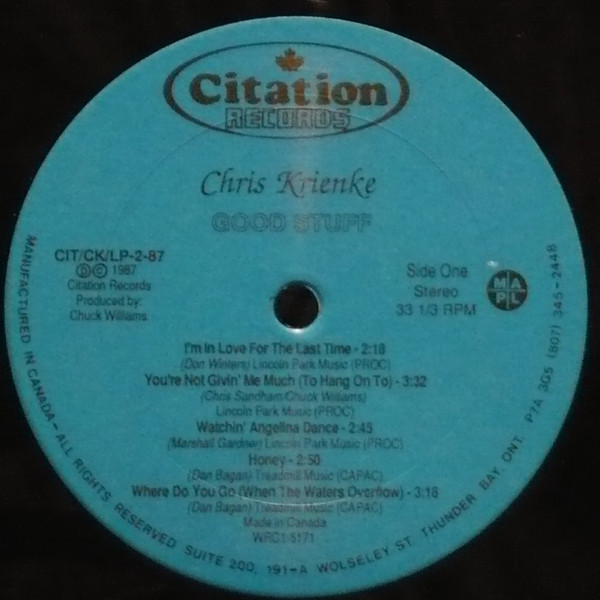 Citation
RECORDS
Chris Krienke
GOOD STUFF
CIT/CK/LP-2-87
Ⓟ© 1987
Citation Records
Produced by:
Chuck Williams
Side One
Stereo
33 1/3 RPM
M A
P L
I'm In Love For The Last Time - 2:18
(Don Winters) Lincoln Park Music (PROC)
You're Not Givin' Me Much (To Hang On To) - 3:32
(Chris Sandham/Chuck Williams)
Lincoln Park Music (PROC)
Watchin' Angelina Dance - 2:45
(Marshall Gardner) Lincoln Park Music (PROC)
Honey - 2:50
(Dan Bagan) Treadmill Music (CAPAC)
Where Do You Go (When The Waters Overflow) - 3:18
(Dan Bagan) Treadmill Music (CAPAC)
Made in Canada
WRC1-5171
MANUFACTURED IN CANADA - ALL RIGHTS RESERVED SUITE 200, 191-A WOLSELEY ST. THUNDER BAY, ONT. P7A 3G5 (807) 345-2448